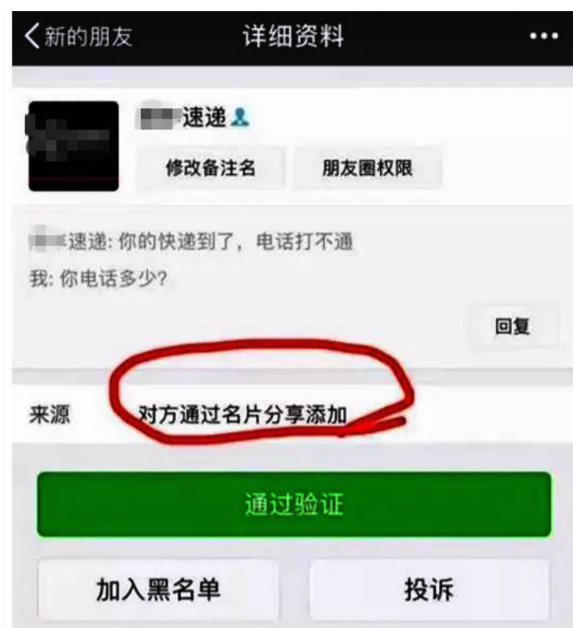 新的朋友 详细资料
速递
修改备注名 朋友圈权限
速递: 你的快递到了，电话打不通
我: 你电话多少?
回复
来源 对方通过名片分享添加
通过验证
加入黑名单 投诉